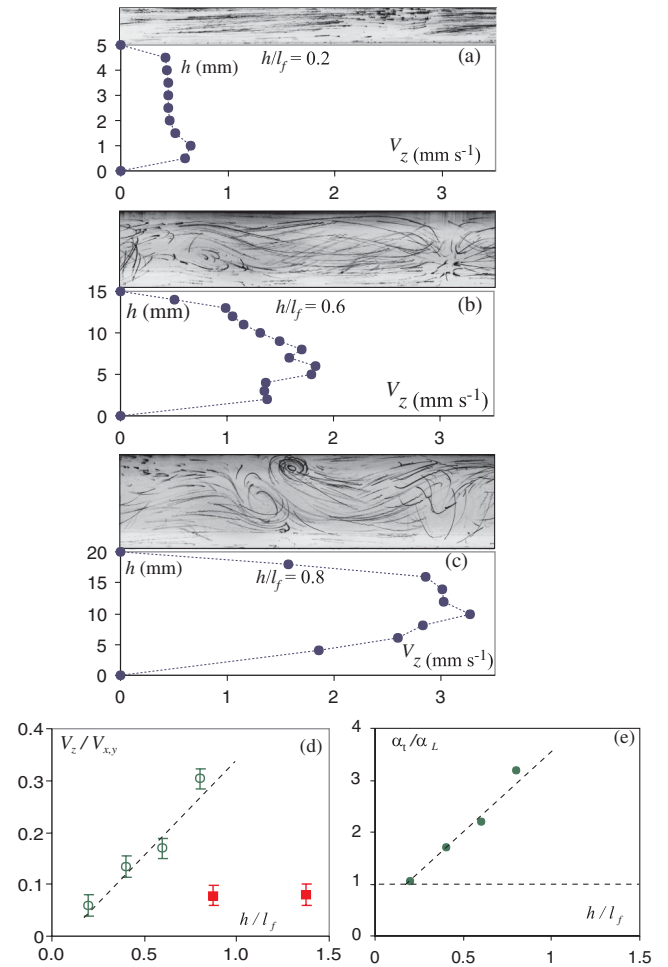 5
4
3
2
1
0
h (mm)
h/l_f = 0.2
(a)
V_z (mm s⁻¹)
0 1 2 3
15
10
5
0
h (mm)
h/l_f = 0.6
(b)
V_z (mm s⁻¹)
0 1 2 3
20
15
10
5
0
h (mm)
h/l_f = 0.8
(c)
V_z (mm s⁻¹)
0 1 2 3
0.4
0.3
0.2
0.1
0
V_z / V_x,y
(d)
h / l_f
0.0 0.5 1.0 1.5
4
3
2
1
0
α_t /α_L
(e)
h / l_f
0 0.5 1 1.5